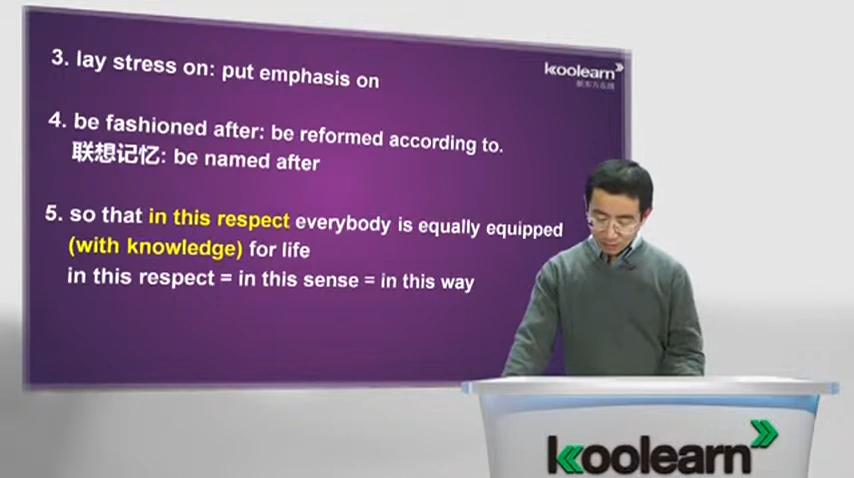 3. lay stress on: put emphasis on
koolearn
新东方在线
4. be fashioned after: be reformed according to.
联想记忆: be named after
5. so that in this respect everybody is equally equipped
(with knowledge) for life
in this respect = in this sense = in this way
koolearn